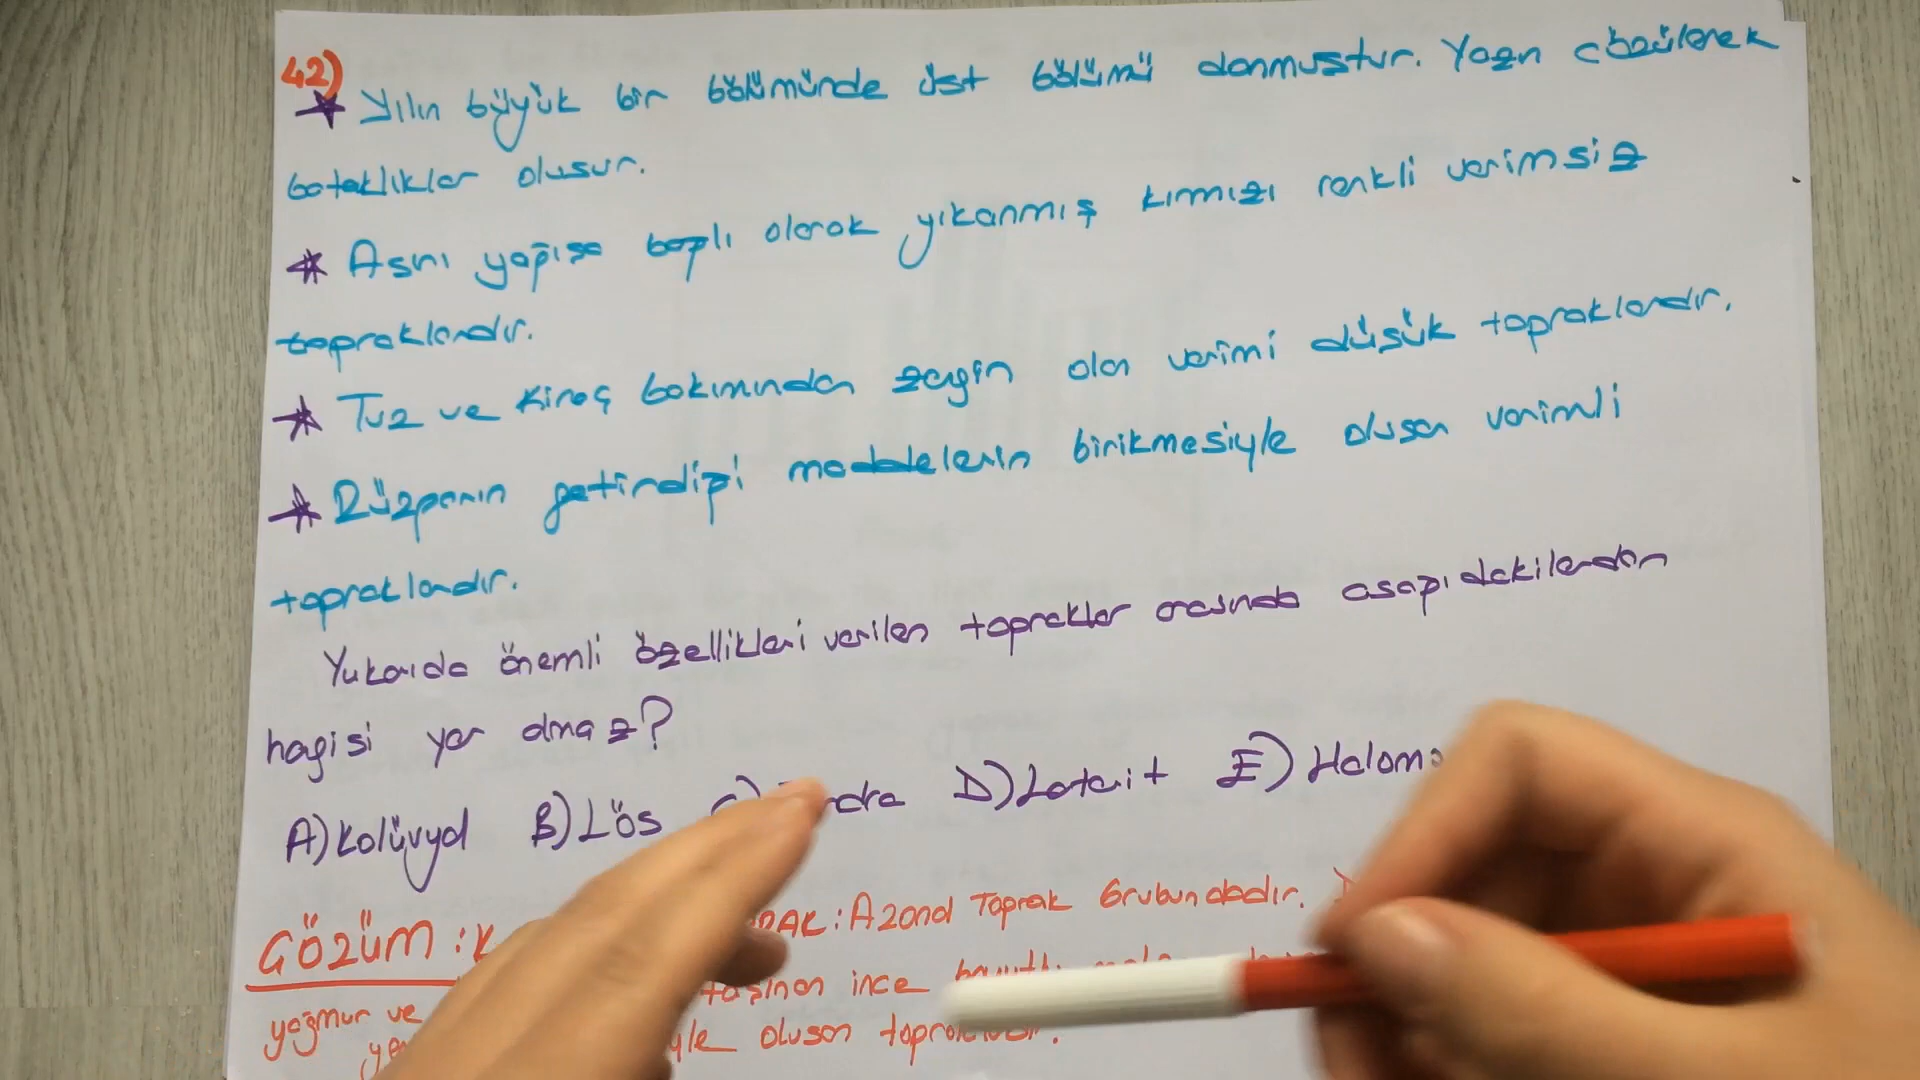 42)
* Yılın büyük bir bölümünde üst bölümü donmuştur. Yazın çözülerek
bataklıklar oluşur.
* Aşırı yağışa bağlı olarak yıkanmış kırmızı renkli verimsiz
topraklardır.
* Tuz ve Kireç bakımından zengin olan verimi düşük topraklardır.
* Rüzgarın getirdiği maddelerin birikmesiyle oluşan verimli
topraklardır.
Yukarıda önemli özellikleri verilen topraklar arasında aşağıdakilerden
hangisi yer almaz?
A) Kolüvyal B) Lös D) Laterit E) Halomo
ÇÖZÜM : K : Azonal Toprak Grubundadır.
yağmur ve taşınan ince
oluşan topraklardır.